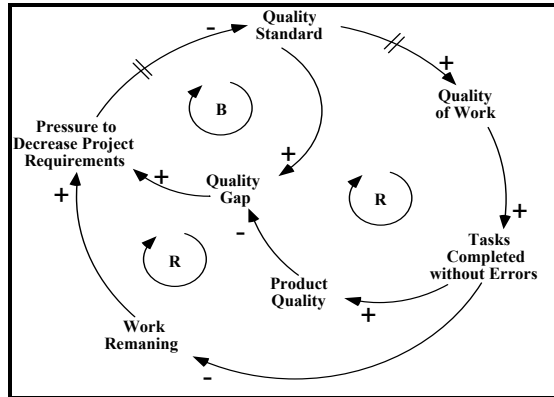 Quality
Standard
-
+
Quality
of Work
B
Pressure to
Decrease Project
Requirements
+
+
+
Quality
Gap
R
+
-
Tasks
Completed
without Errors
R
Product
Quality
+
Work
Remaning
-